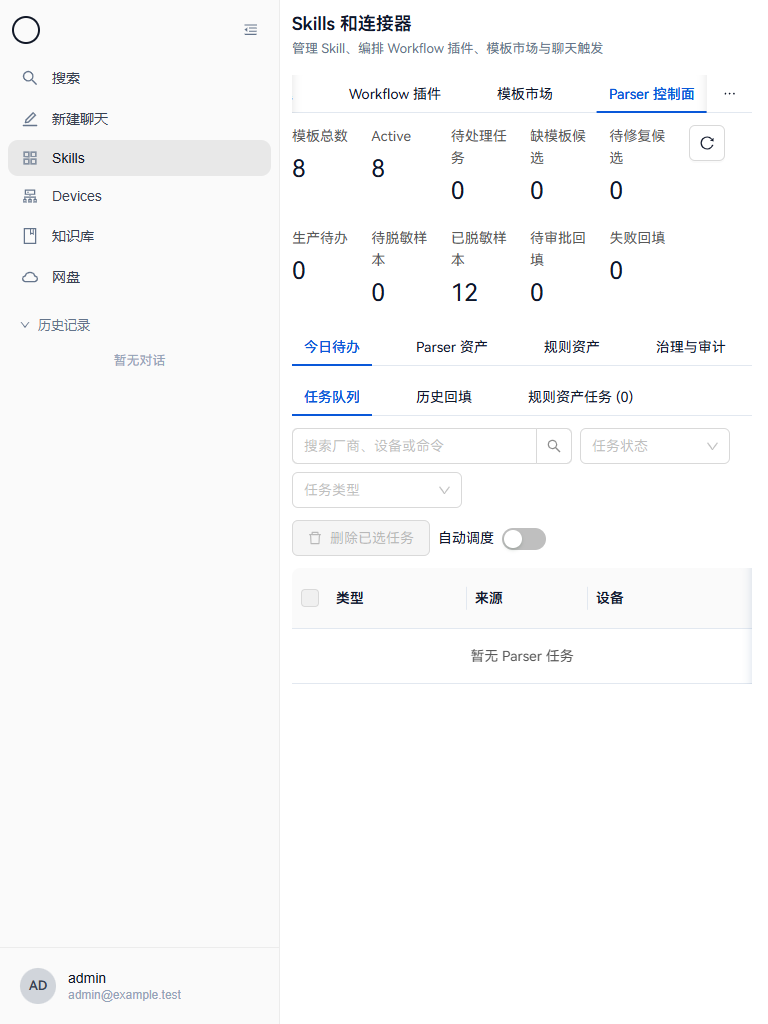 Skills 和连接器
管理 Skill、编排 Workflow 插件、模板市场与聊天触发
搜索
新建聊天
Skills
Devices
知识库
网盘
历史记录
暂无对话
Workflow 插件
模板市场
Parser 控制面
···
模板总数
8
Active
8
待处理任务
0
缺模板候选
0
待修复候选
0
生产待办
0
待脱敏样本
0
已脱敏样本
12
待审批回填
0
失败回填
0
今日待办
Parser 资产
规则资产
治理与审计
任务队列
历史回填
规则资产任务 (0)
搜索厂商、设备或命令
任务状态
任务类型
删除已选任务
自动调度
类型
来源
设备
暂无 Parser 任务
AD
admin
admin@example.test